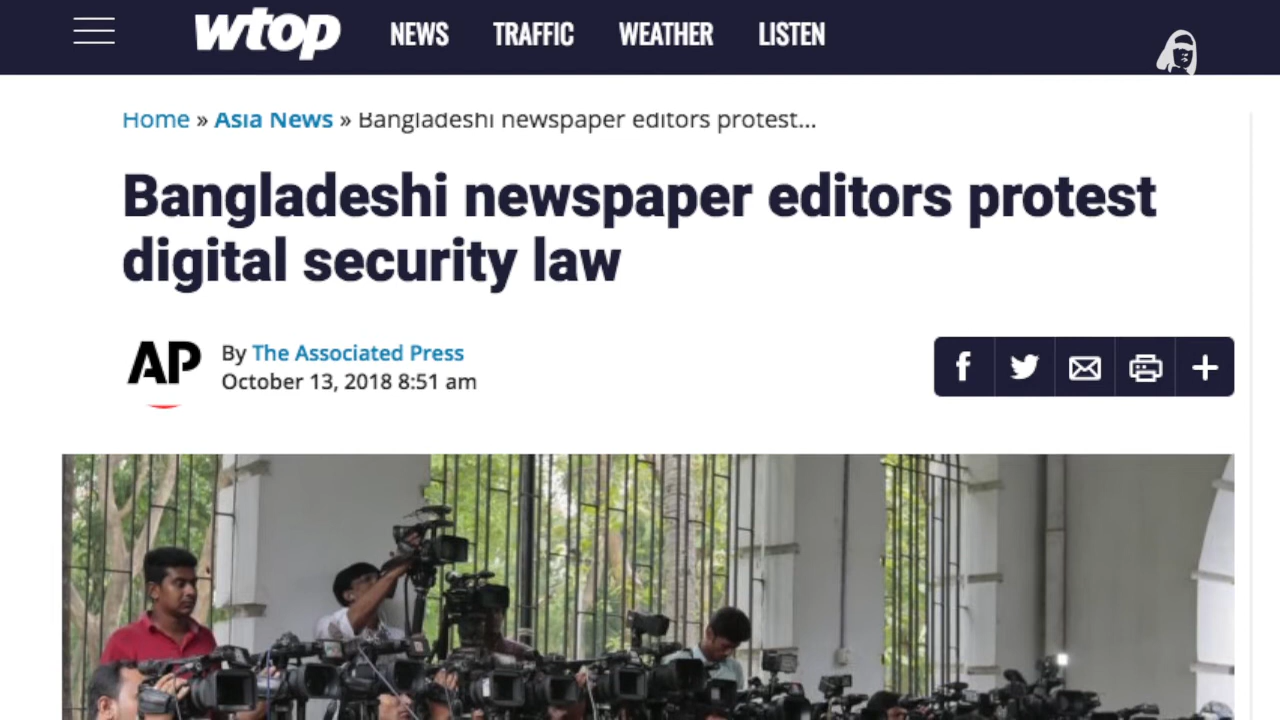 wtop NEWS TRAFFIC WEATHER LISTEN
Home » Asia News » Bangladeshi newspaper editors protest...
Bangladeshi newspaper editors protest
digital security law
AP
By The Associated Press
October 13, 2018 8:51 am